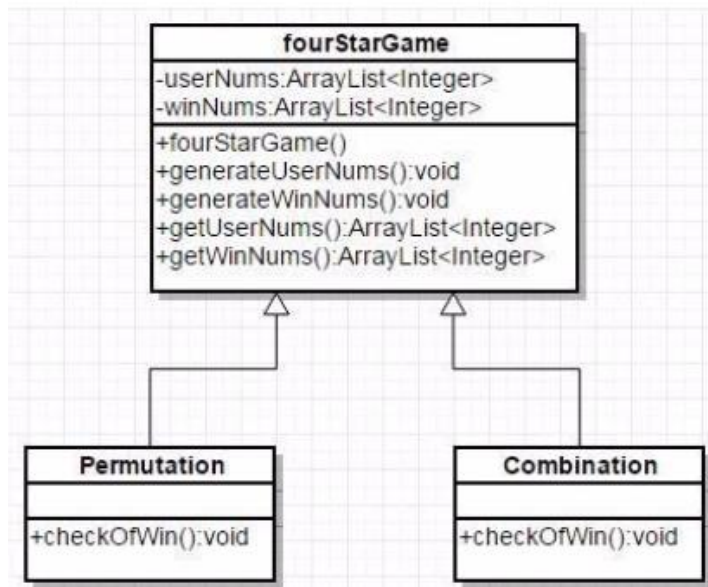 fourStarGame
-userNums:ArrayList<Integer>
-winNums:ArrayList<Integer>
+fourStarGame()
+generateUserNums():void
+generateWinNums():void
+getUserNums():ArrayList<Integer>
+getWinNums():ArrayList<Integer>
Permutation
+checkOfWin():void
Combination
+checkOfWin():void